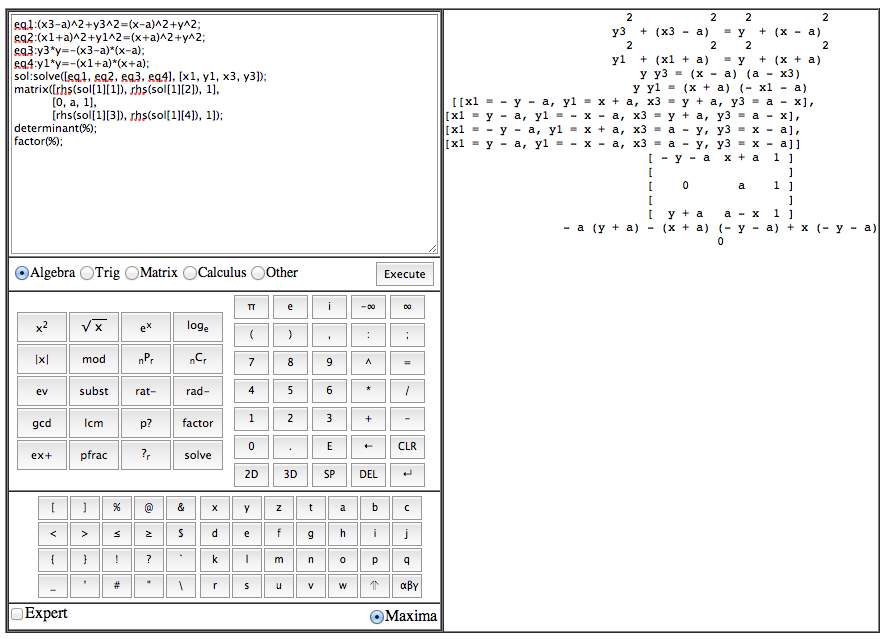 eq1:(x3-a)^2+y3^2=(x-a)^2+y^2;
eq2:(x1+a)^2+y1^2=(x+a)^2+y^2;
eq3:y3*y=-(x3-a)*(x-a);
eq4:y1*y=-(x1+a)*(x+a);
sol:solve([eq1, eq2, eq3, eq4], [x1, y1, x3, y3]);
matrix([rhs(sol[1][1]), rhs(sol[1][2]), 1],
[0, a, 1],
[rhs(sol[1][3]), rhs(sol[1][4]), 1]);
determinant(%);
factor(%);
Algebra Trig Matrix Calculus Other Execute
x² √x eˣ logₑ
|x| mod nPr nCr
ev subst rat- rad-
gcd lcm p? factor
ex+ pfrac ?r solve
π e i -∞ ∞
( ) , : ;
7 8 9 ^ =
4 5 6 * /
1 2 3 + -
0 . E ← CLR
2D 3D SP DEL ↵
[ ] % @ & x y z t a b c
< > ≤ ≥ $ d e f g h i j
{ } ! ? ` k l m n o p q
_ ' # " \ r s u v w ⇑ αβγ
Expert Maxima
2 2 2 2
y3 + (x3 - a) = y + (x - a)
2 2 2 2
y1 + (x1 + a) = y + (x + a)
y y3 = (x - a) (a - x3)
y y1 = (x + a) (- x1 - a)
[[x1 = - y - a, y1 = x + a, x3 = y + a, y3 = a - x],
[x1 = y - a, y1 = - x - a, x3 = y + a, y3 = a - x],
[x1 = - y - a, y1 = x + a, x3 = a - y, y3 = x - a],
[x1 = y - a, y1 = - x - a, x3 = a - y, y3 = x - a]]
[ - y - a x + a 1 ]
[ ]
[ 0 a 1 ]
[ ]
[ y + a a - x 1 ]
- a (y + a) - (x + a) (- y - a) + x (- y - a)
0